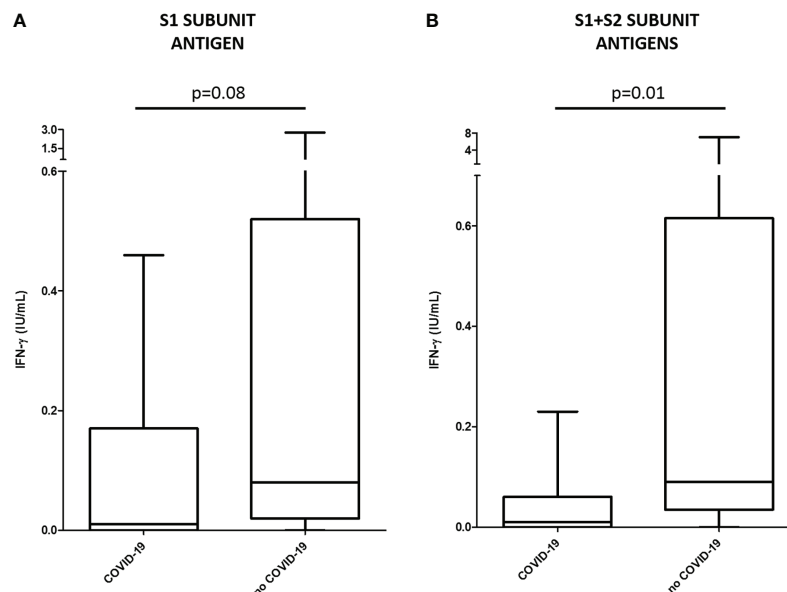 A
S1 SUBUNIT
ANTIGEN
p=0.08
3.0
1.5
0.6
0.4
0.2
0.0
IFN-γ (IU/mL)
COVID-19
no COVID-19
B
S1+S2 SUBUNIT
ANTIGENS
p=0.01
8
4
0.6
0.4
0.2
0.0
IFN-γ (IU/mL)
COVID-19
no COVID-19